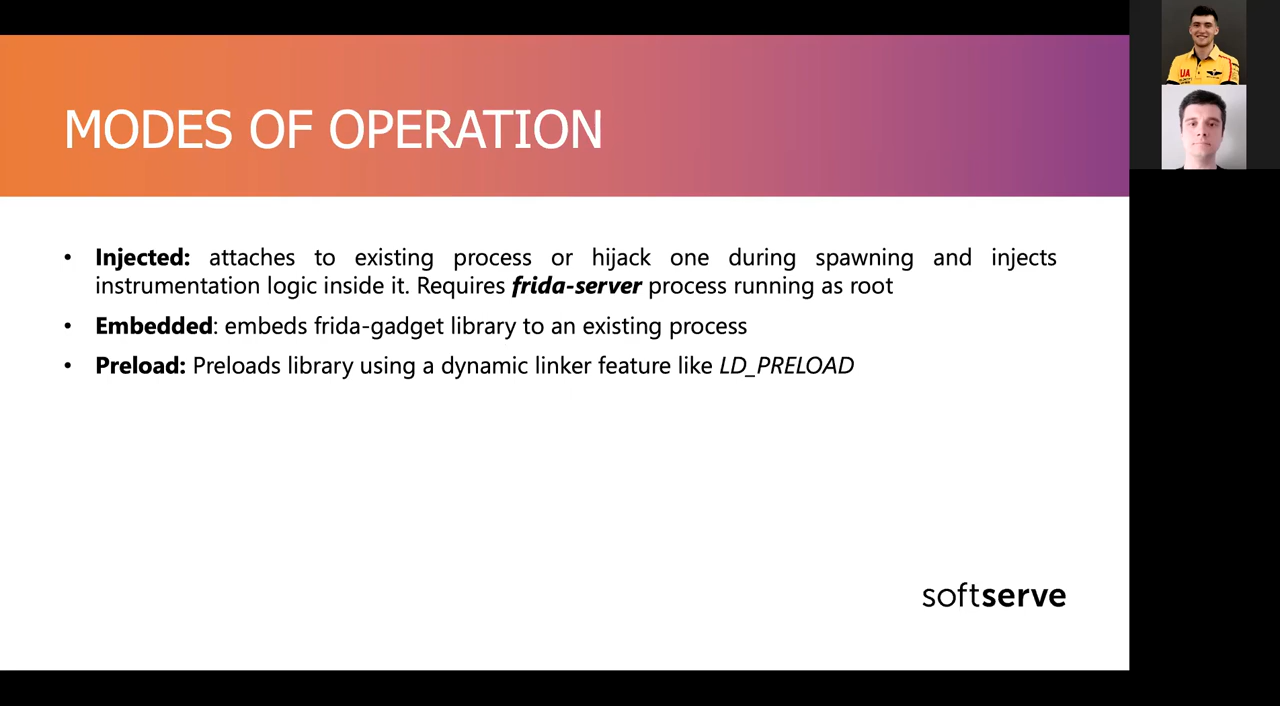 MODES OF OPERATION
• Injected: attaches to existing process or hijack one during spawning and injects
instrumentation logic inside it. Requires frida-server process running as root
• Embedded: embeds frida-gadget library to an existing process
• Preload: Preloads library using a dynamic linker feature like LD_PRELOAD
softserve
UA